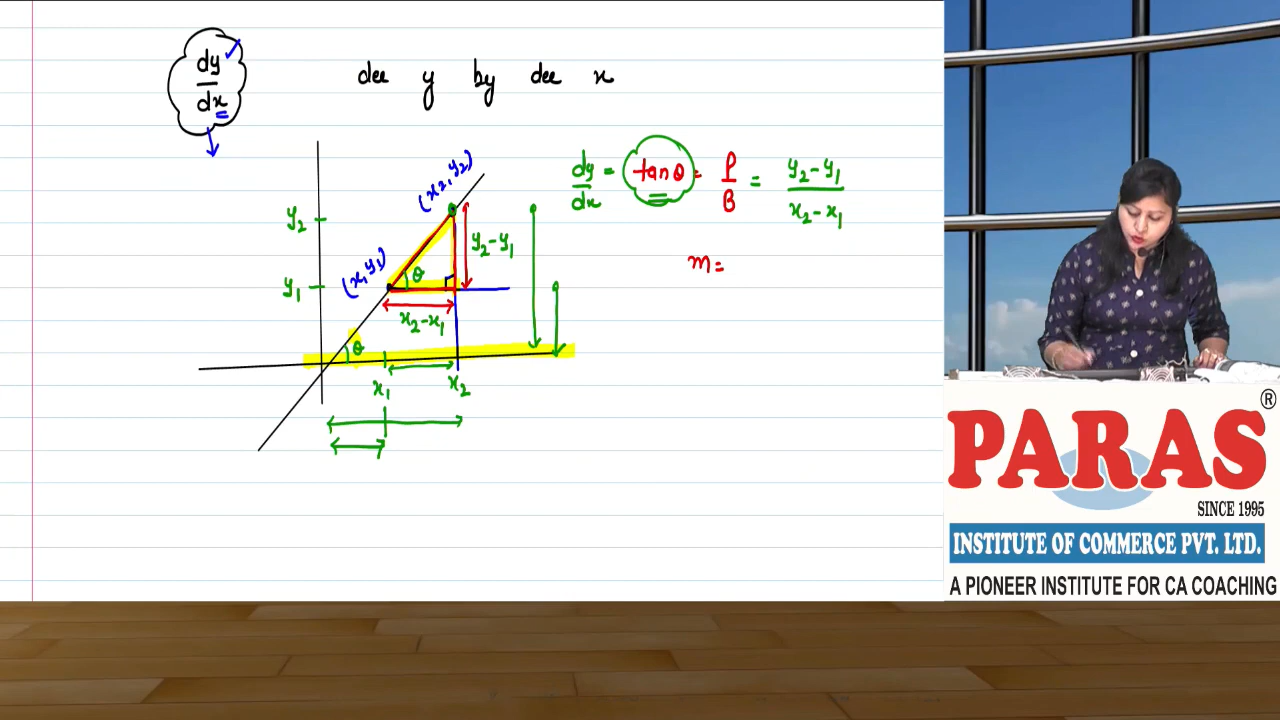 dy/dx
dee y by dee x
dy/dx = tanθ = P/B = y₂-y₁/x₂-x₁
m=
(x₂, y₂)
y₂
y₂-y₁
(x₁, y₁)
y₁
θ
x₂-x₁
θ
x₁ x₂
PARAS®
SINCE 1995
INSTITUTE OF COMMERCE PVT. LTD.
A PIONEER INSTITUTE FOR CA COACHING